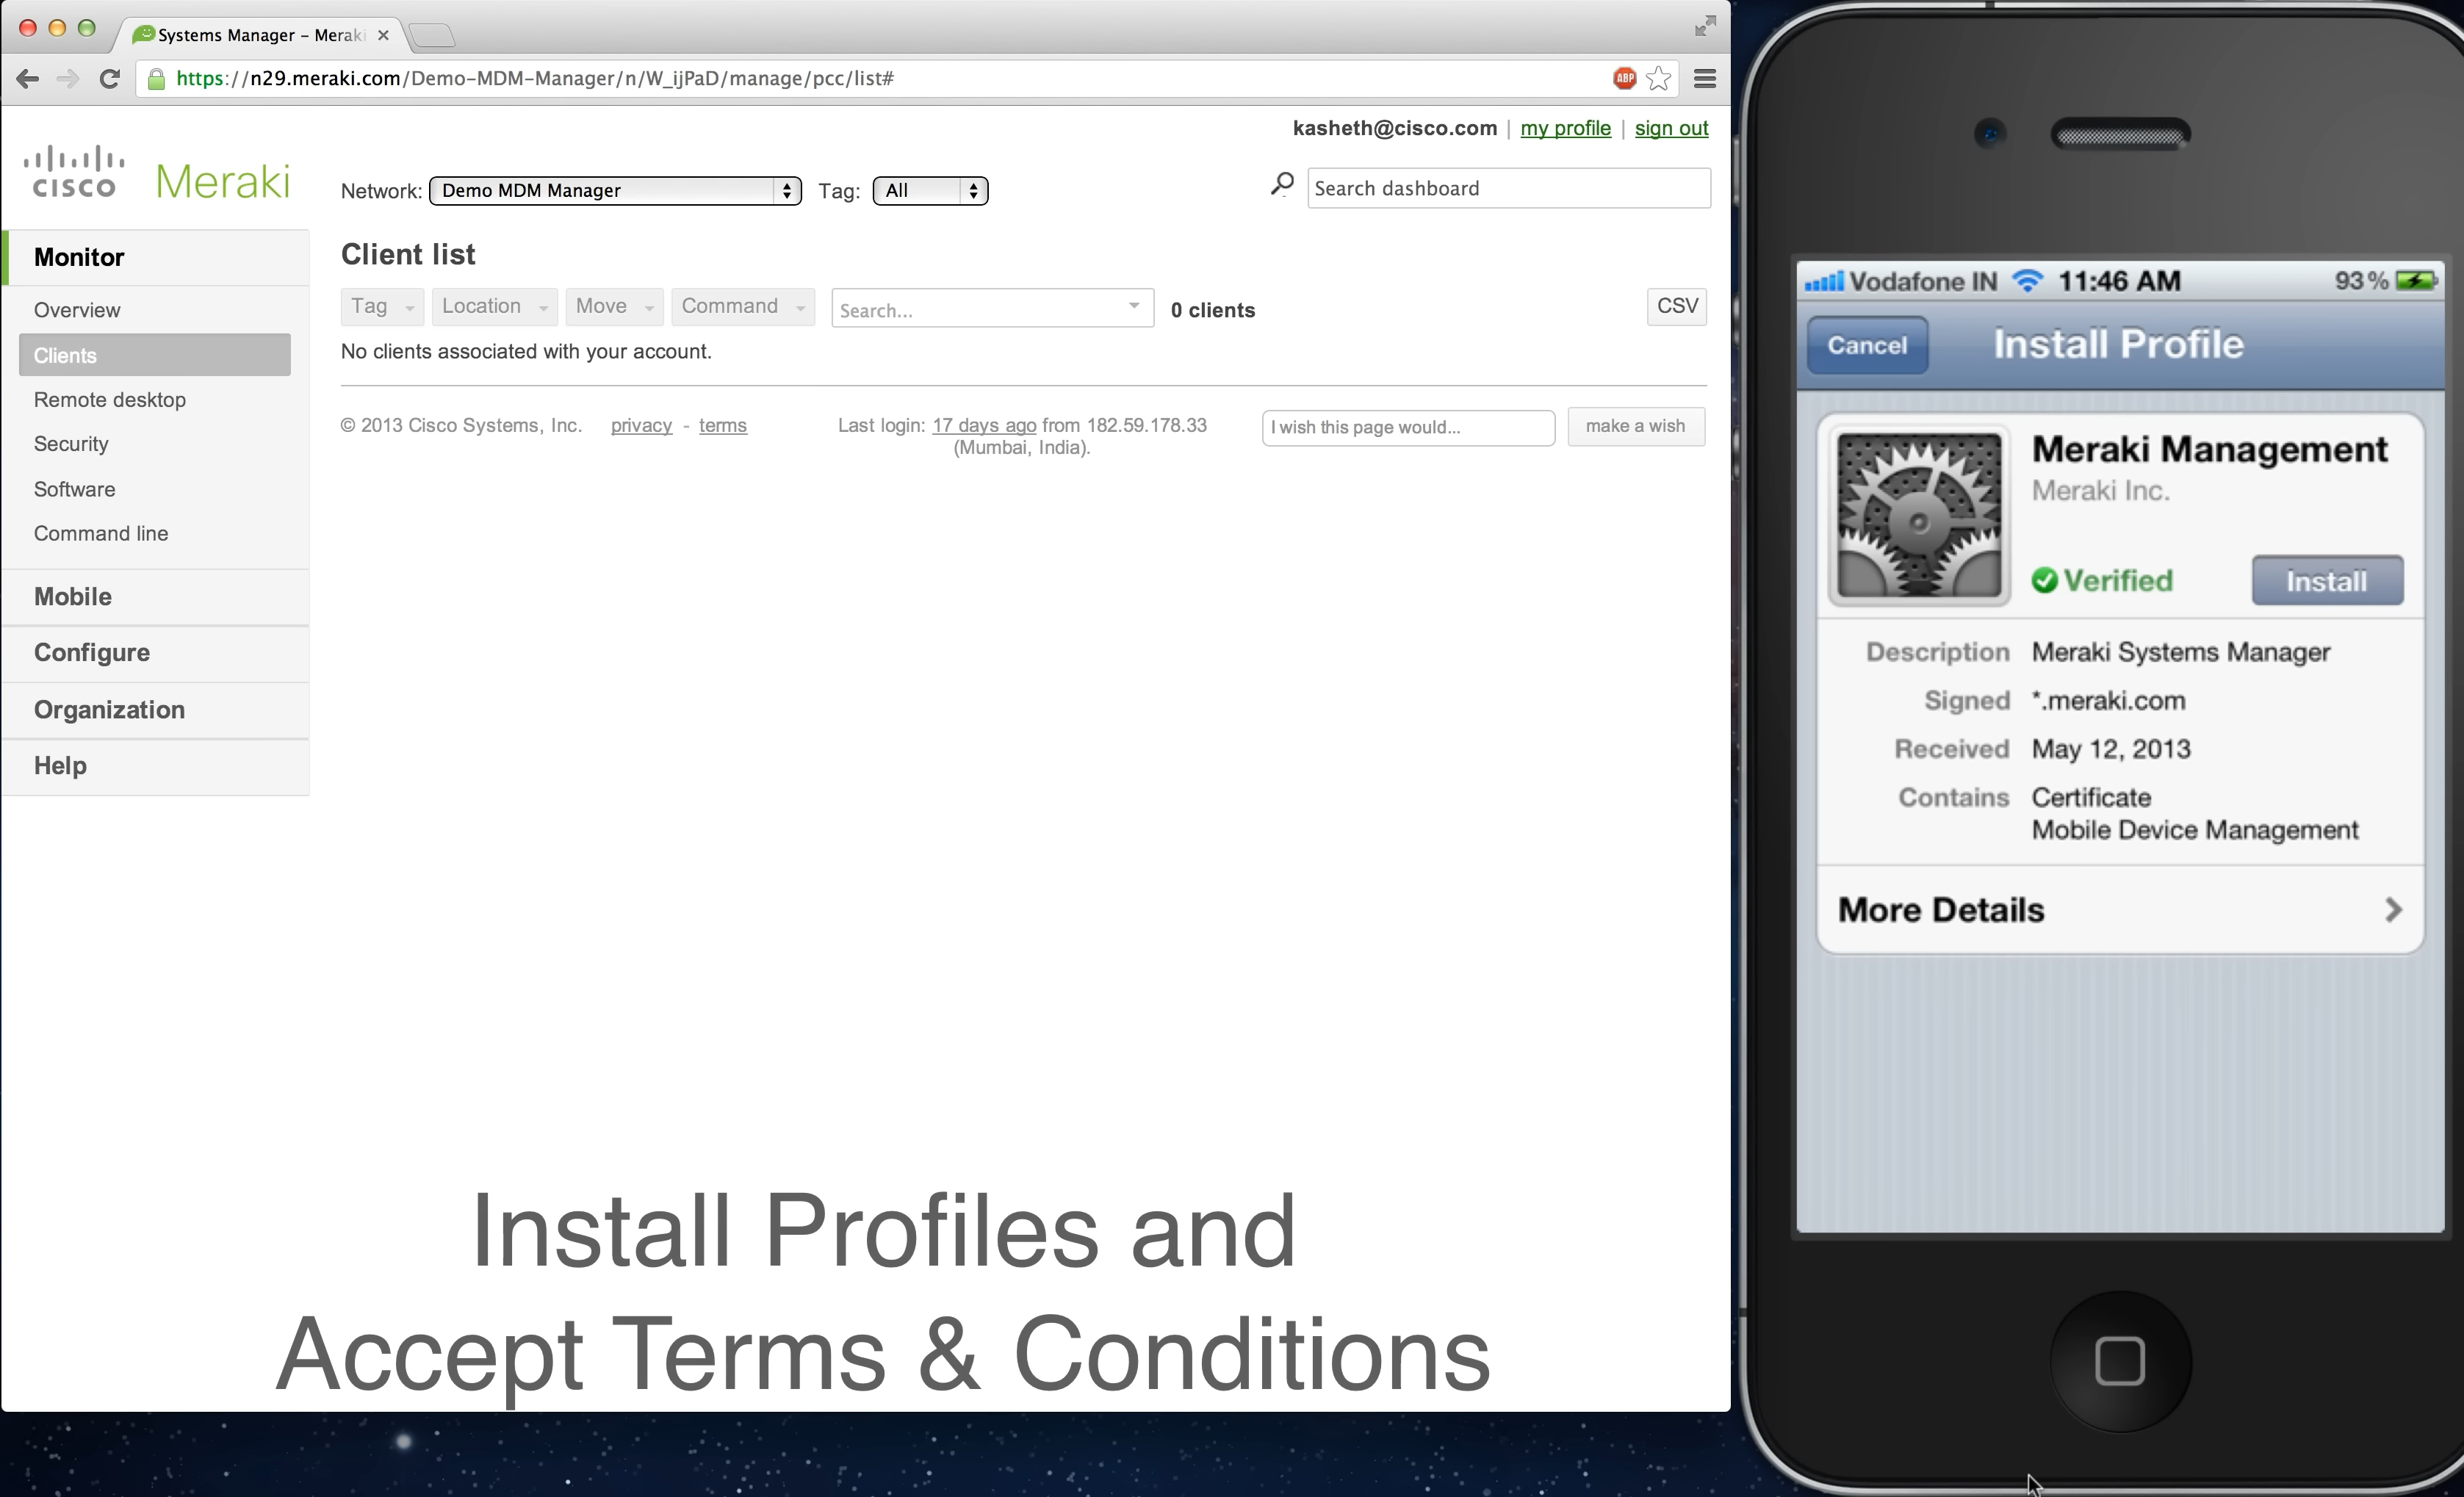 Systems Manager – Meraki
https://n29.meraki.com/Demo-MDM-Manager/n/W_ijPaD/manage/pcc/list#
ABP
kasheth@cisco.com | my profile | sign out
CISCO Meraki
Network: Demo MDM Manager Tag: All
Search dashboard
Monitor
Overview
Clients
Remote desktop
Security
Software
Command line
Mobile
Configure
Organization
Help
Client list
Tag Location Move Command Search... 0 clients CSV
No clients associated with your account.
© 2013 Cisco Systems, Inc. privacy - terms
Last login: 17 days ago from 182.59.178.33
(Mumbai, India).
I wish this page would... make a wish
Install Profiles and
Accept Terms & Conditions
Vodafone IN 11:46 AM 93%
Cancel Install Profile
Meraki Management
Meraki Inc.
Verified Install
Description Meraki Systems Manager
Signed *.meraki.com
Received May 12, 2013
Contains Certificate
Mobile Device Management
More Details